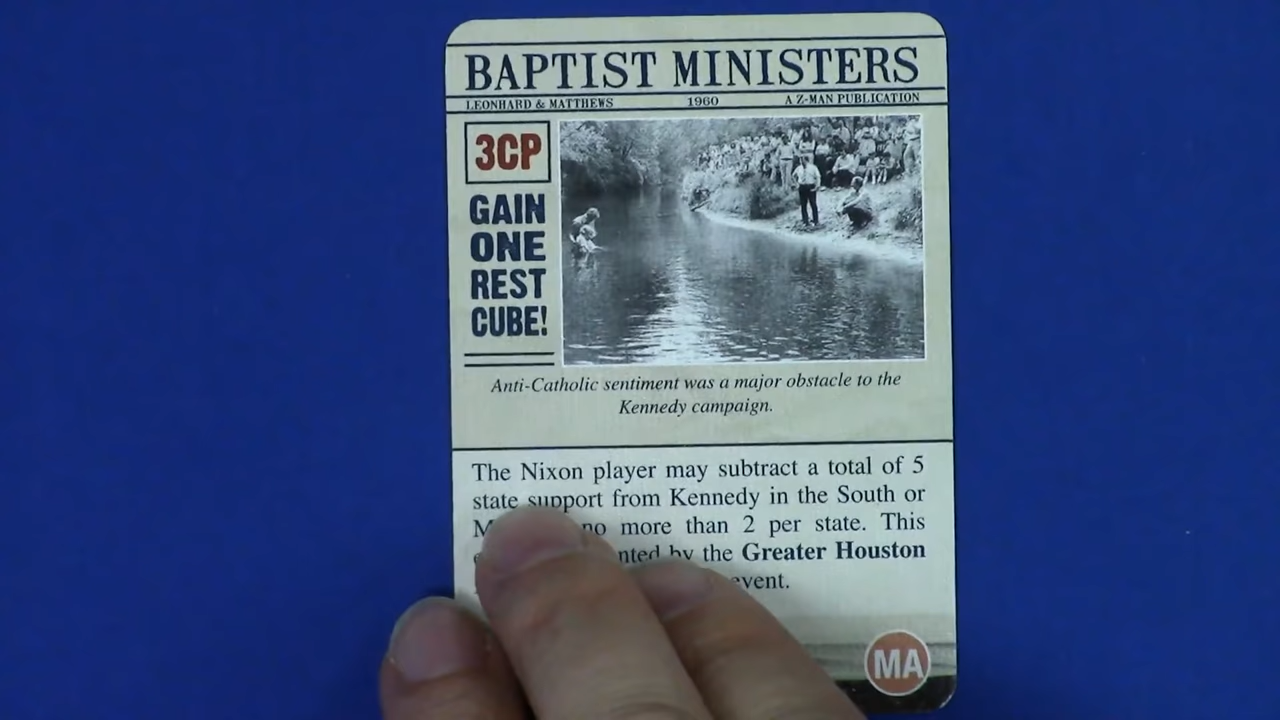 BAPTIST MINISTERS
LEONHARD & MATTHEWS 1960 A Z-MAN PUBLICATION
3CP
GAIN
ONE
REST
CUBE!
Anti-Catholic sentiment was a major obstacle to the
Kennedy campaign.
The Nixon player may subtract a total of 5
state support from Kennedy in the South or
no more than 2 per state. This
by the Greater Houston
event.
MA